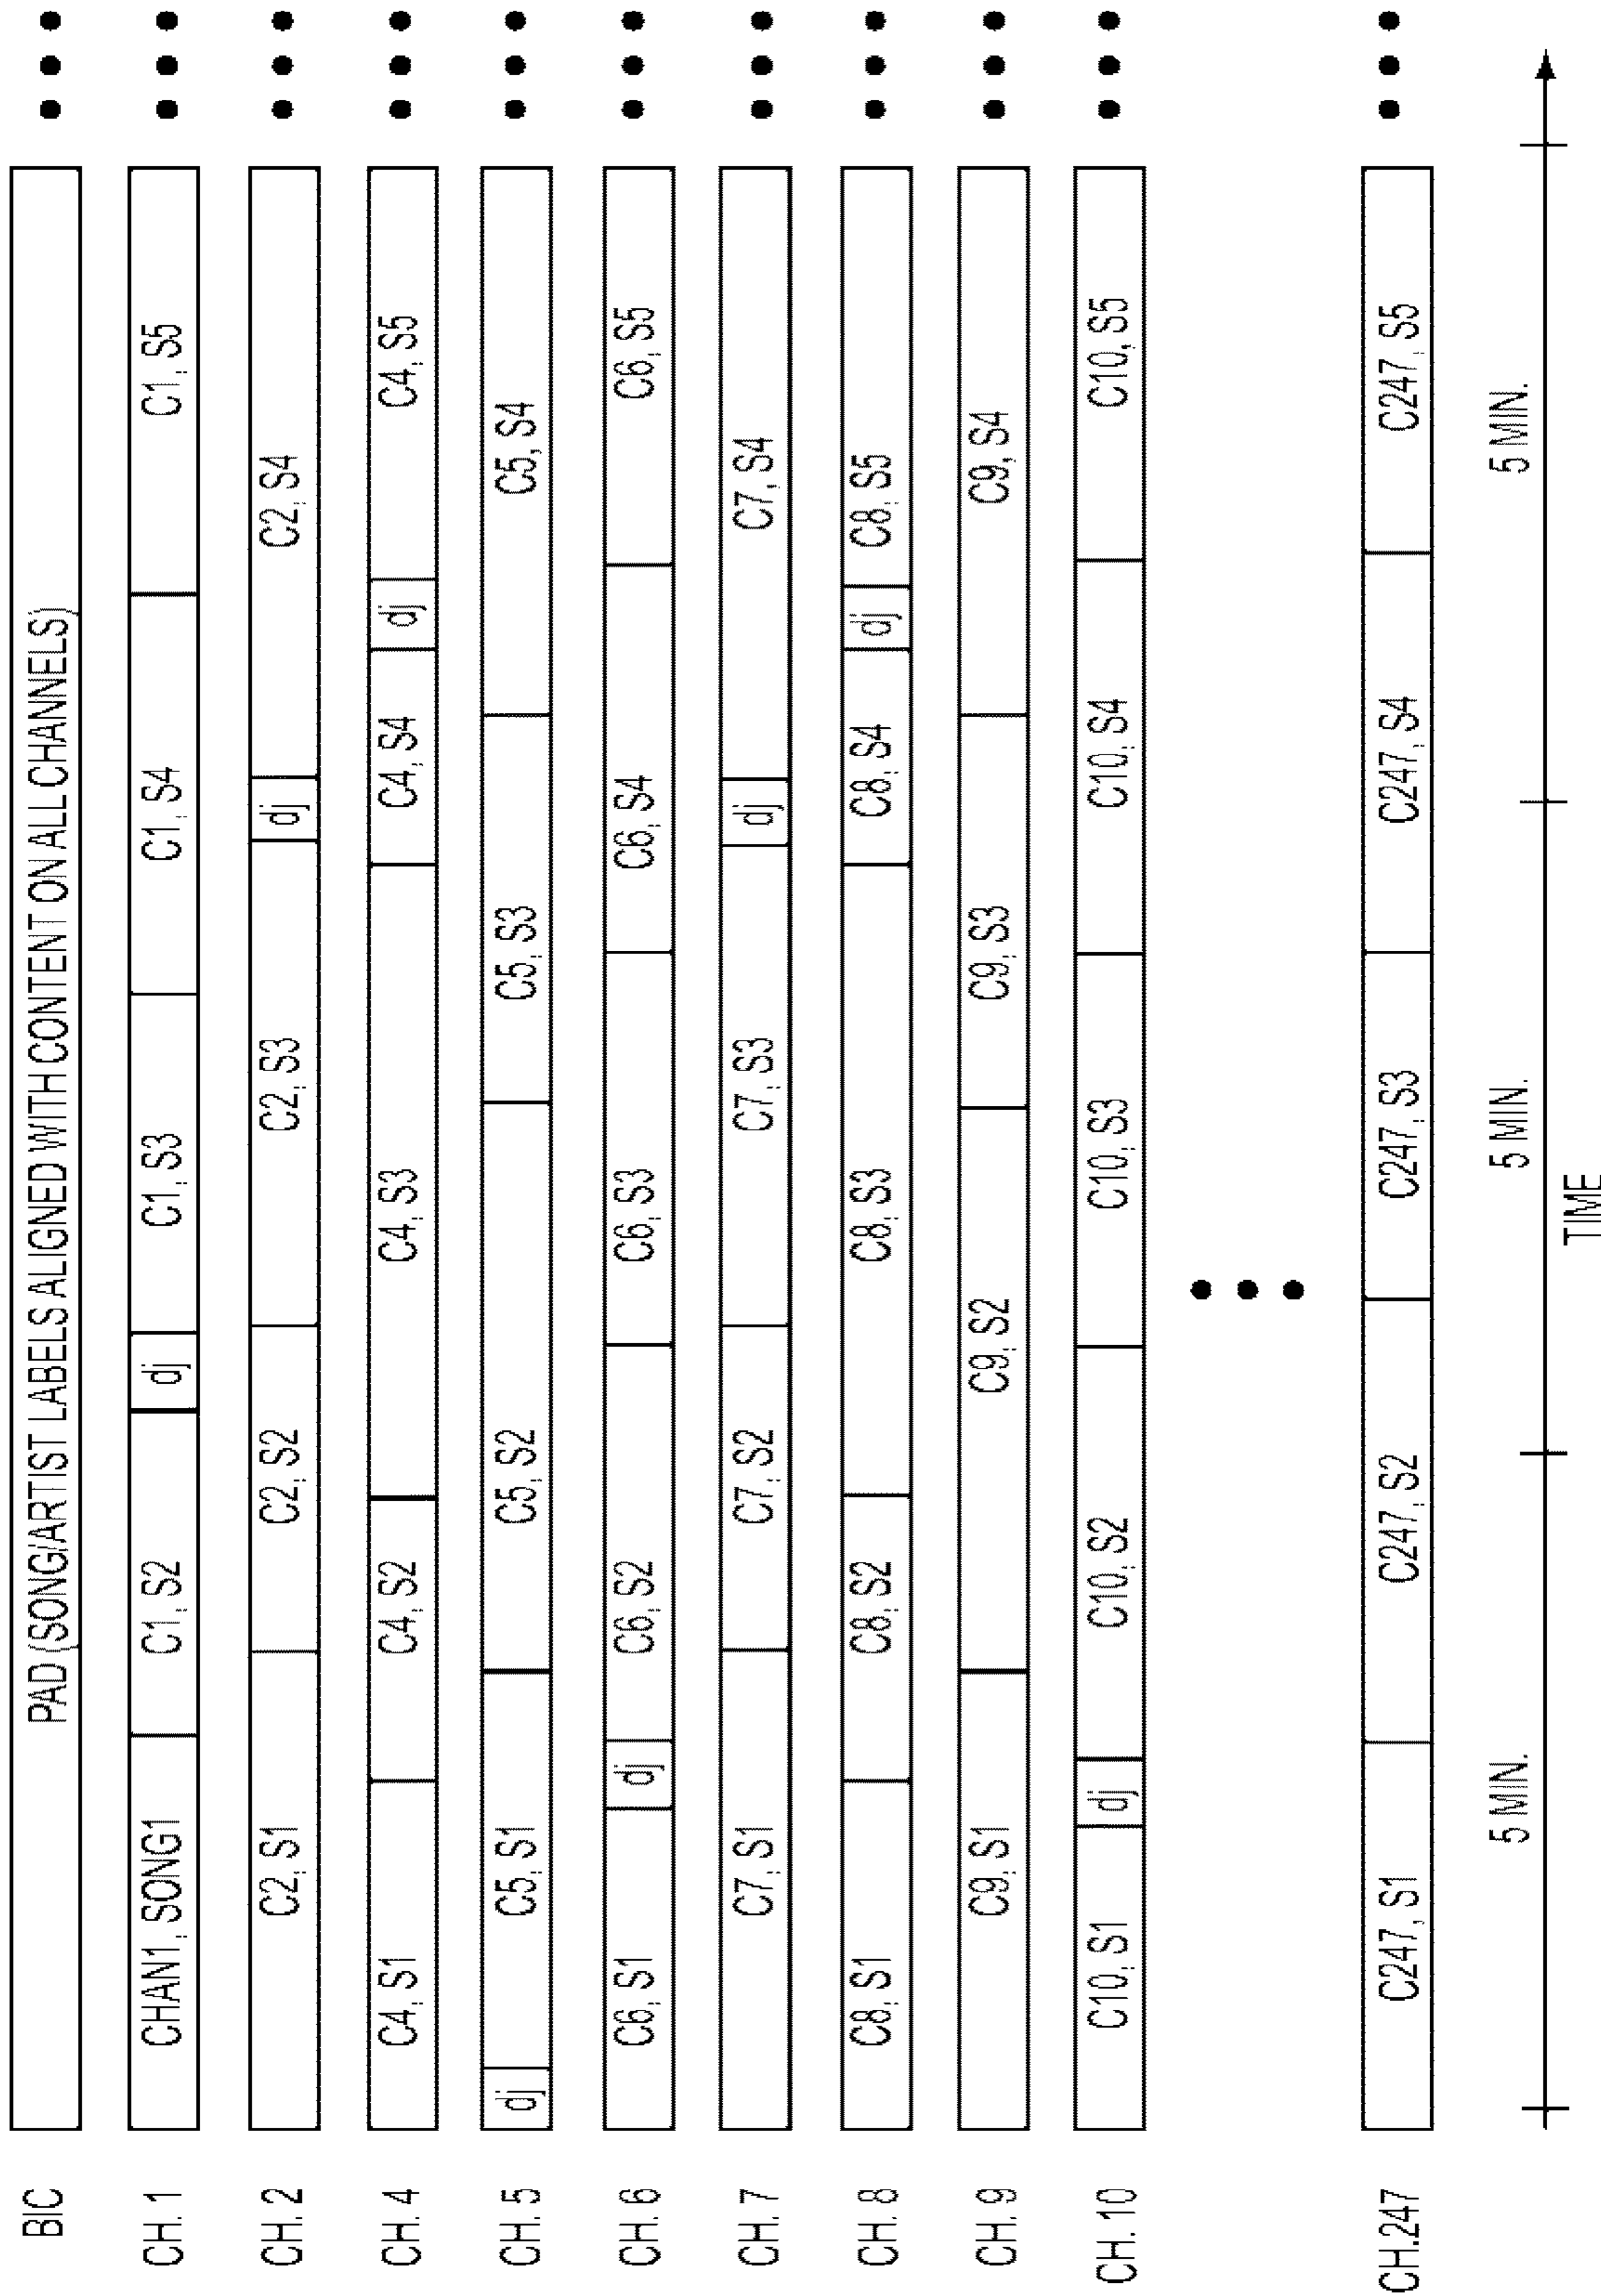 BIC
PAD (SONG/ARTIST LABELS ALIGNED WITH CONTENT ON ALL CHANNELS)
CH. 1
CHAN1, SONG1
C1, S2
dj
C1, S3
C1, S4
C1, S5
CH. 2
C2, S1
C2, S2
C2, S3
dj
C2, S4
CH. 4
C4, S1
C4, S2
C4, S3
C4, S4
dj
C4, S5
CH. 5
dj
C5, S1
C5, S2
C5, S3
C5, S4
CH. 6
C6, S1
dj
C6, S2
C6, S3
C6, S4
C6, S5
CH. 7
C7, S1
C7, S2
C7, S3
dj
C7, S4
CH. 8
C8, S1
C8, S2
C8, S3
C8, S4
dj
C8, S5
CH. 9
C9, S1
C9, S2
C9, S3
C9, S4
CH. 10
C10, S1
dj
C10, S2
C10, S3
C10, S4
C10, S5
CH.247
C247, S1
C247, S2
C247, S3
C247, S4
C247, S5
5 MIN.
5 MIN.
5 MIN.
TIME